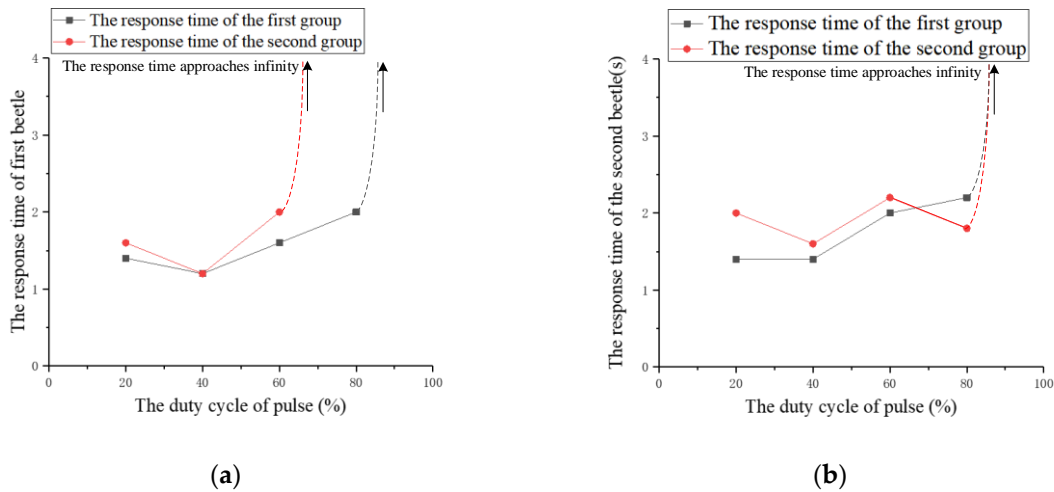 The response time of the first group
The response time of the second group
The response time approaches infinity
The response time of first beetle
4
3
2
1
0
0 20 40 60 80 100
The duty cycle of pulse (%)
(a)
The response time of the first group
The response time of the second group
The response time approaches infinity
The response time of the second beetle(s)
4
3
2
1
0
0 20 40 60 80 100
The duty cycle of pulse (%)
(b)